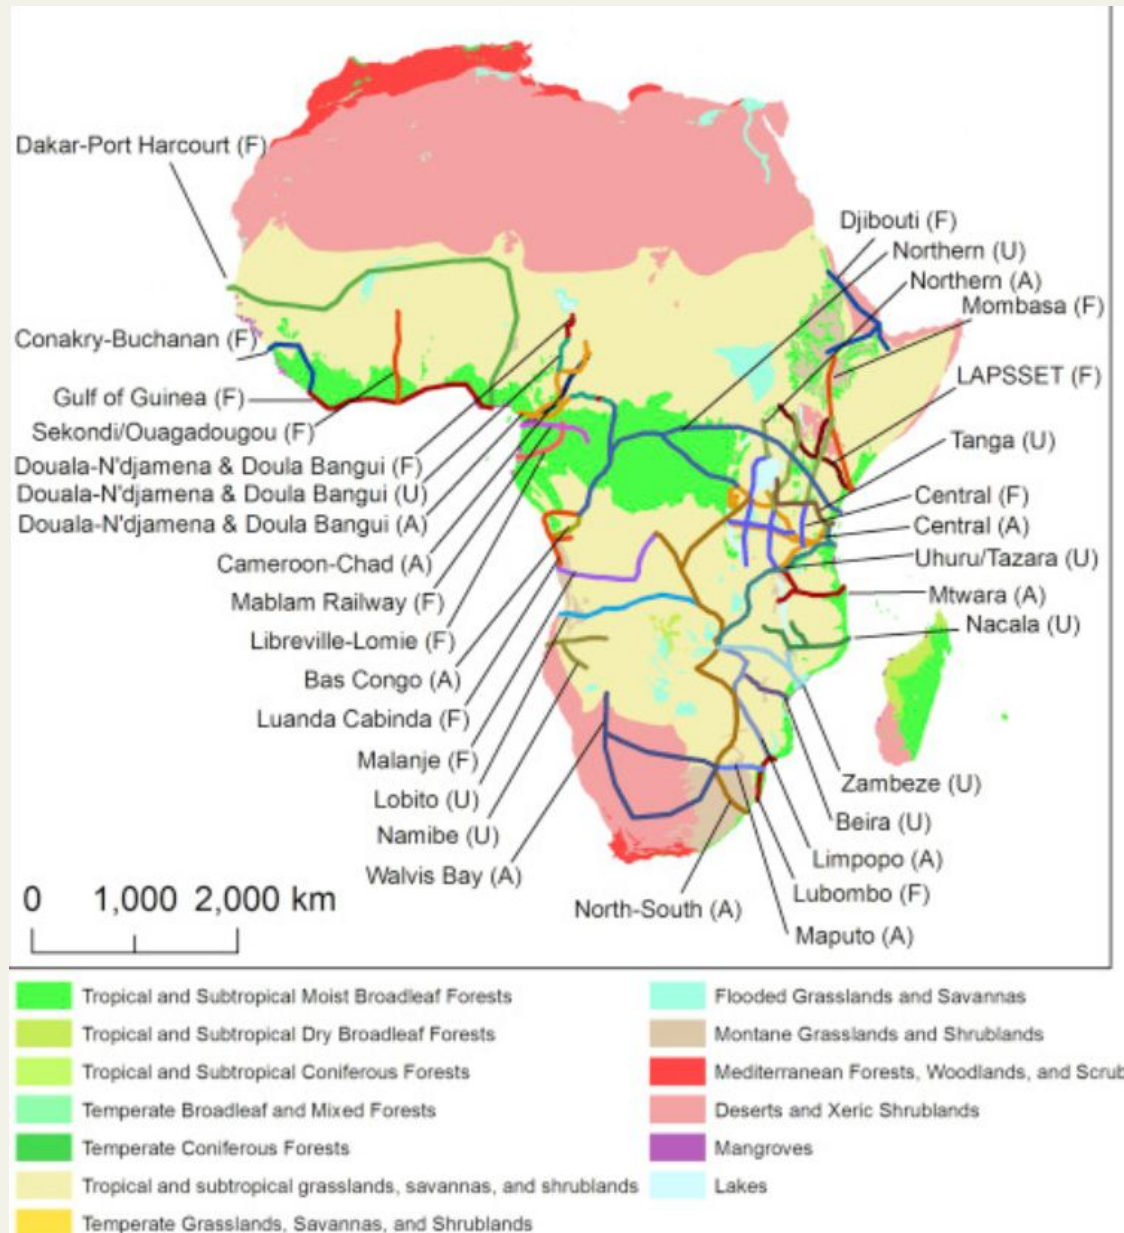 Dakar-Port Harcourt (F)
Djibouti (F)
Northern (U)
Northern (A)
Mombasa (F)
Conakry-Buchanan (F)
LAPSSET (F)
Gulf of Guinea (F)
Sekondi/Ouagadougou (F)
Tanga (U)
Douala-N'djamena & Doula Bangui (F)
Douala-N'djamena & Doula Bangui (U)
Central (F)
Douala-N'djamena & Doula Bangui (A)
Central (A)
Cameroon-Chad (A)
Uhuru/Tazara (U)
Mablam Railway (F)
Mtwara (A)
Nacala (U)
Libreville-Lomie (F)
Bas Congo (A)
Luanda Cabinda (F)
Malanje (F)
Zambeze (U)
Lobito (U)
Beira (U)
Namibe (U)
Limpopo (A)
Walvis Bay (A)
Lubombo (F)
North-South (A)
Maputo (A)
0 1,000 2,000 km
Tropical and Subtropical Moist Broadleaf Forests
Tropical and Subtropical Dry Broadleaf Forests
Tropical and Subtropical Coniferous Forests
Temperate Broadleaf and Mixed Forests
Temperate Coniferous Forests
Tropical and subtropical grasslands, savannas, and shrublands
Temperate Grasslands, Savannas, and Shrublands
Flooded Grasslands and Savannas
Montane Grasslands and Shrublands
Mediterranean Forests, Woodlands, and Scrub
Deserts and Xeric Shrublands
Mangroves
Lakes